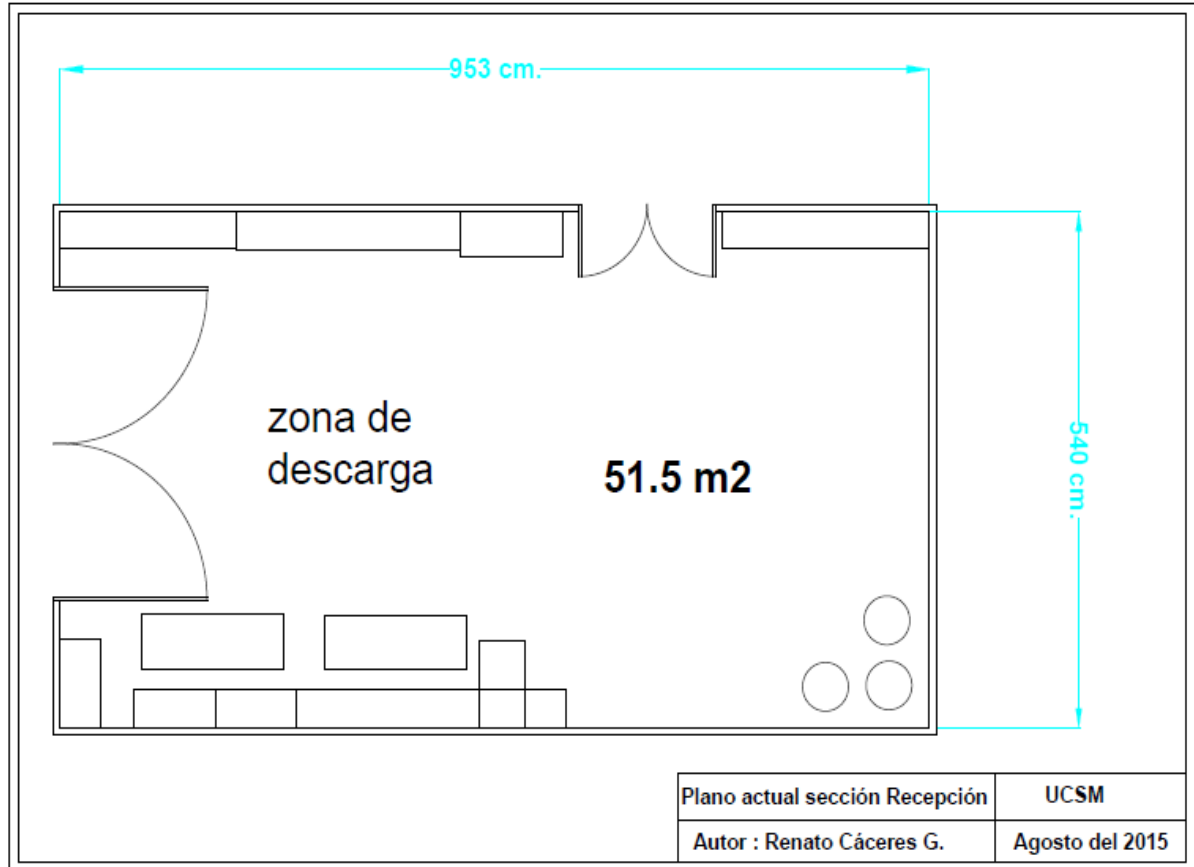 953 cm.
zona de
descarga
51.5 m2
540 cm.
Plano actual sección Recepción
UCSM
Autor : Renato Cáceres G.
Agosto del 2015